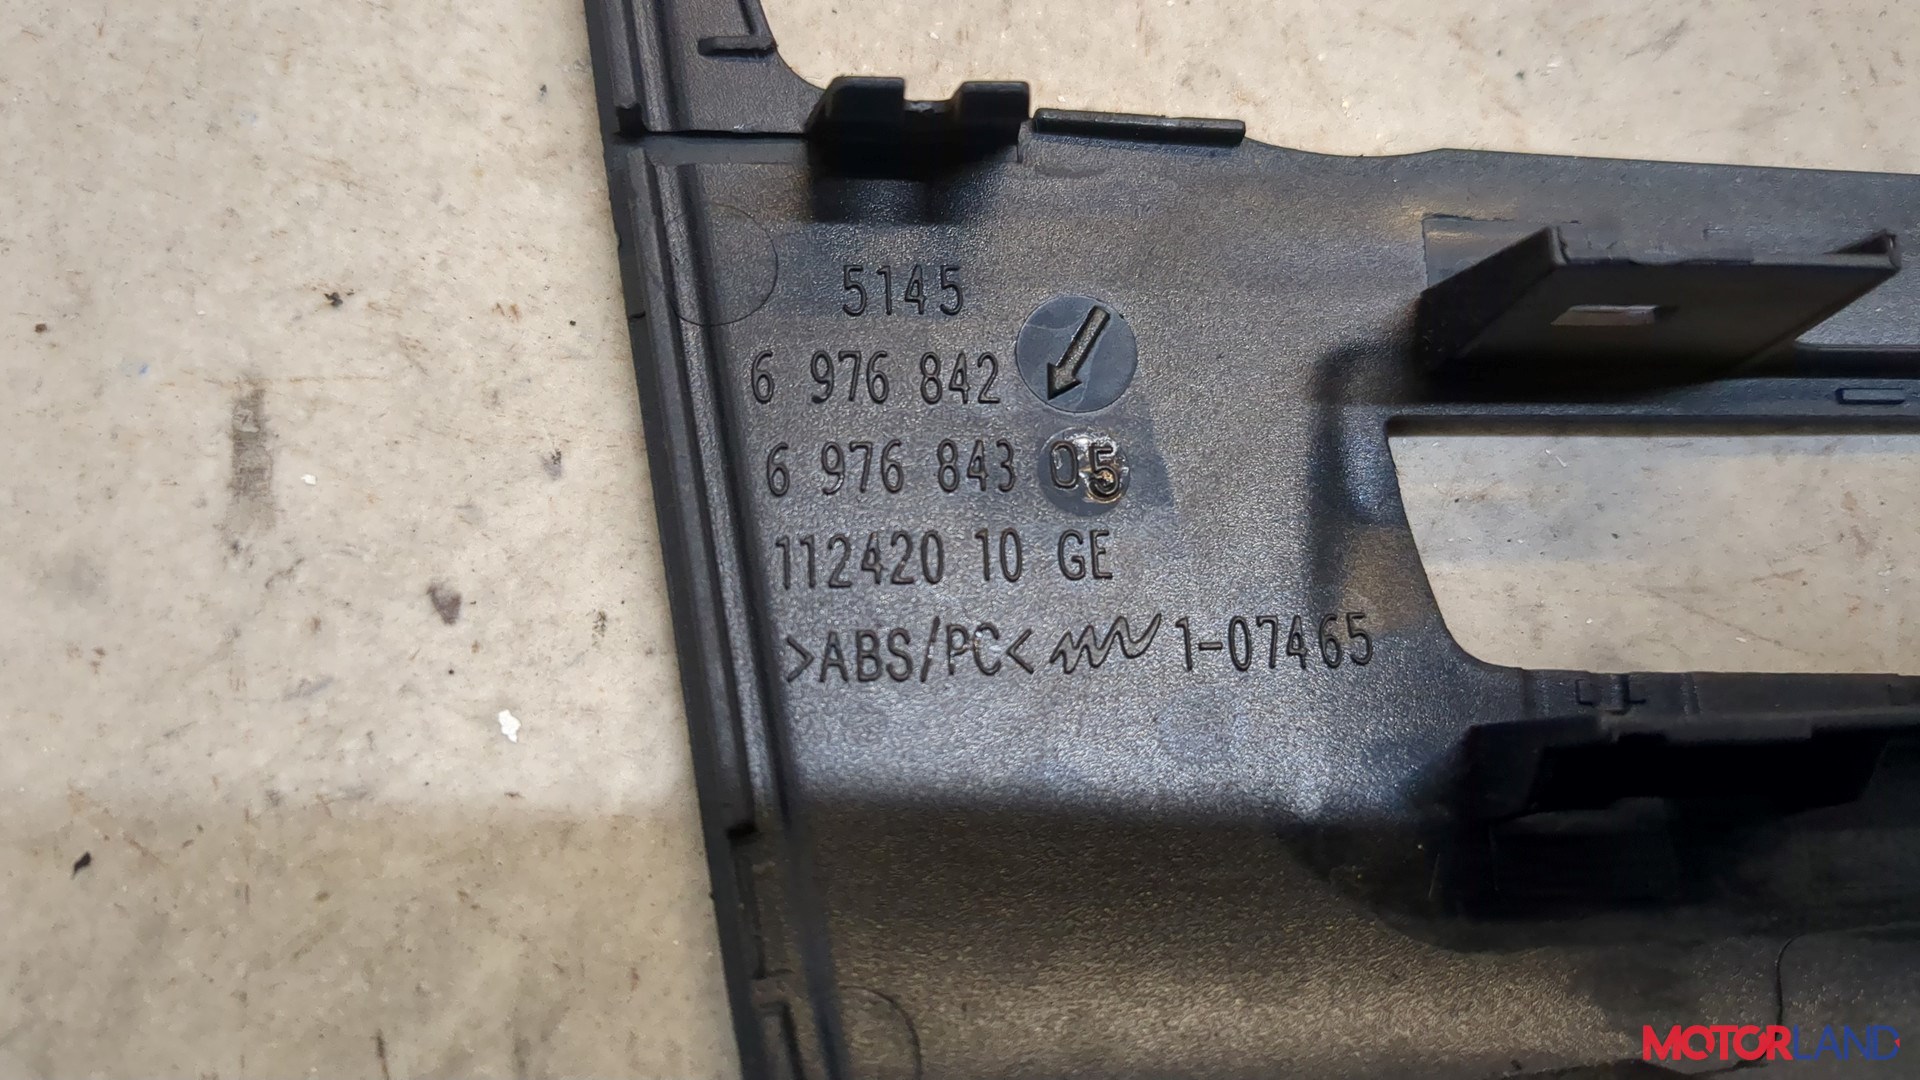 5145
6 976 842
6 976 843 05
112420 10 GE
>ABS/PC< 1-07465
MOTORLAND